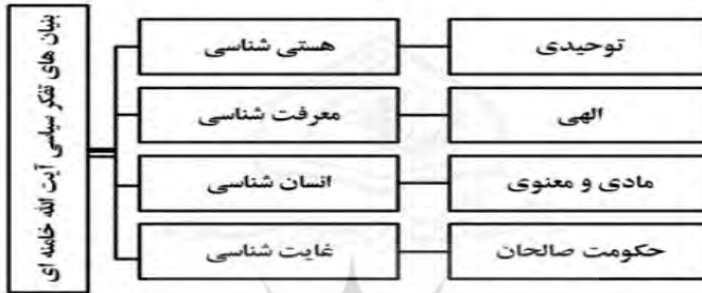 بنیان های تفکر سیاسی آیت الله خامنه ای
هستی شناسی
توحیدی
معرفت شناسی
الهی
انسان شناسی
مادی و معنوی
غایت شناسی
حکومت صالحان